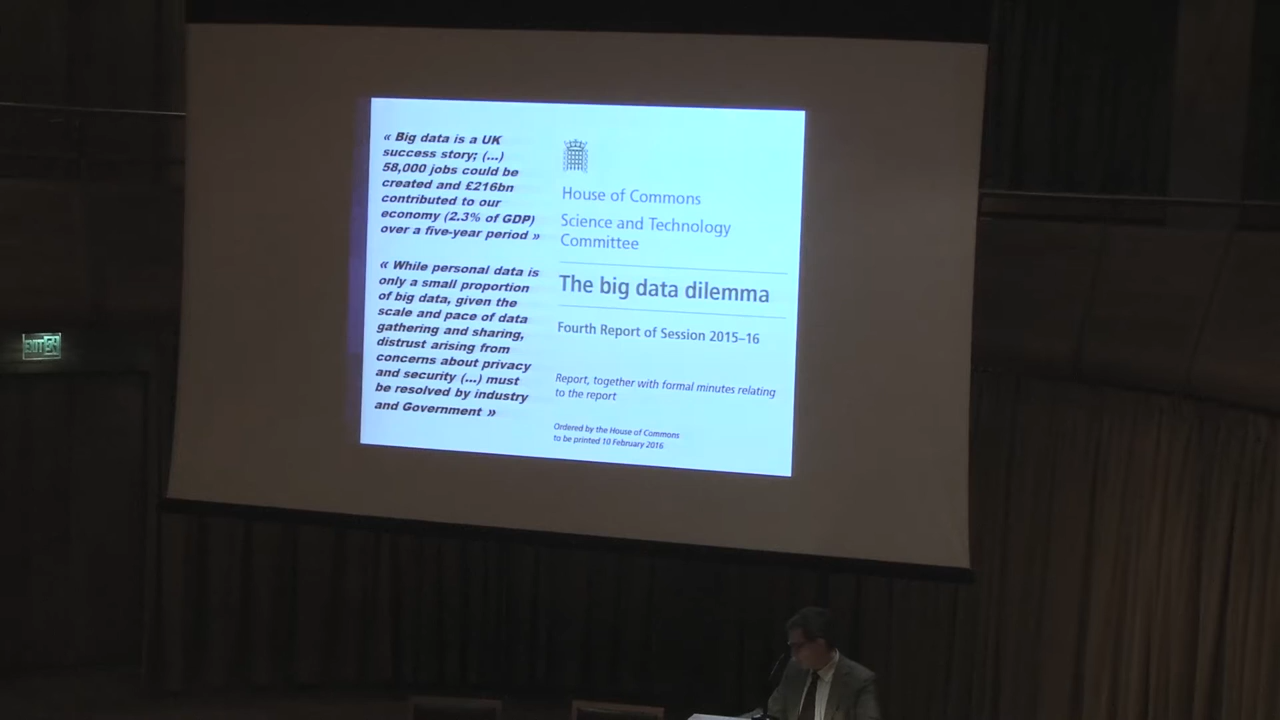 « Big data is a UK
success story; (...)
58,000 jobs could be
created and £216bn
contributed to our
economy (2.3% of GDP)
over a five-year period »
« While personal data is
only a small proportion
of big data, given the
scale and pace of data
gathering and sharing,
distrust arising from
concerns about privacy
and security (...) must
be resolved by industry
and Government »
House of Commons
Science and Technology
Committee
The big data dilemma
Fourth Report of Session 2015–16
Report, together with formal minutes relating
to the report
Ordered by the House of Commons
to be printed 10 February 2016
EXIT